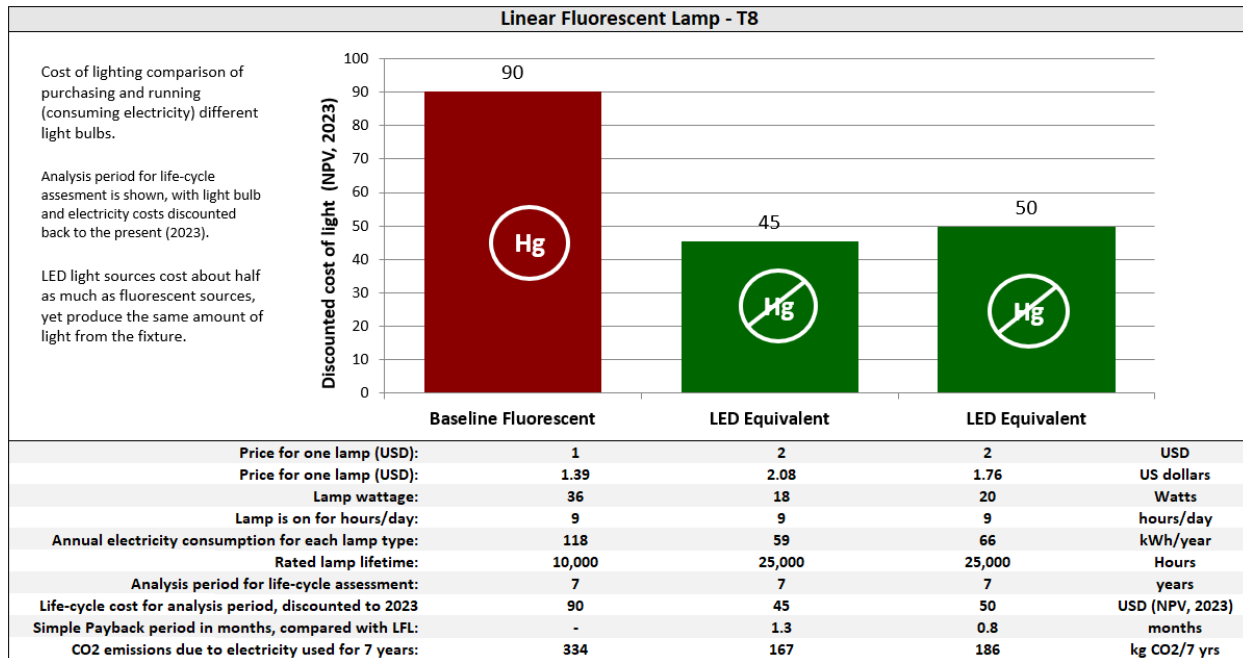 Linear Fluorescent Lamp - T8
Cost of lighting comparison of
purchasing and running
(consuming electricity) different
light bulbs.
Analysis period for life-cycle
assesment is shown, with light bulb
and electricity costs discounted
back to the present (2023).
LED light sources cost about half
as much as fluorescent sources,
yet produce the same amount of
light from the fixture.
Discounted cost of light (NPV, 2023)
100
90
80
70
60
50
40
30
20
10
0
90
45
50
Hg
Hg
Hg
Baseline Fluorescent LED Equivalent LED Equivalent
Price for one lamp (USD): 1 2 2 USD
Price for one lamp (USD): 1.39 2.08 1.76 US dollars
Lamp wattage: 36 18 20 Watts
Lamp is on for hours/day: 9 9 9 hours/day
Annual electricity consumption for each lamp type: 118 59 66 kWh/year
Rated lamp lifetime: 10,000 25,000 25,000 Hours
Analysis period for life-cycle assessment: 7 7 7 years
Life-cycle cost for analysis period, discounted to 2023 90 45 50 USD (NPV, 2023)
Simple Payback period in months, compared with LFL: - 1.3 0.8 months
CO2 emissions due to electricity used for 7 years: 334 167 186 kg CO2/7 yrs